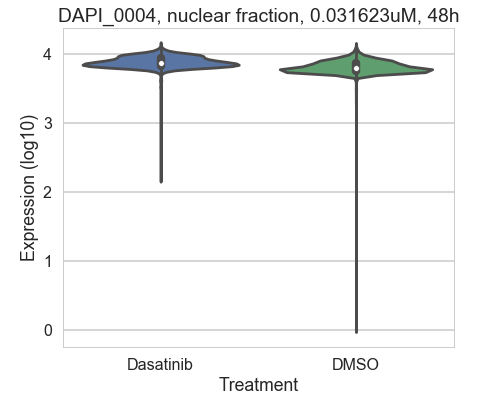 DAPI_0004, nuclear fraction, 0.031623uM, 48h
Expression (log10)
4
3
2
1
0
Dasatinib DMSO
Treatment